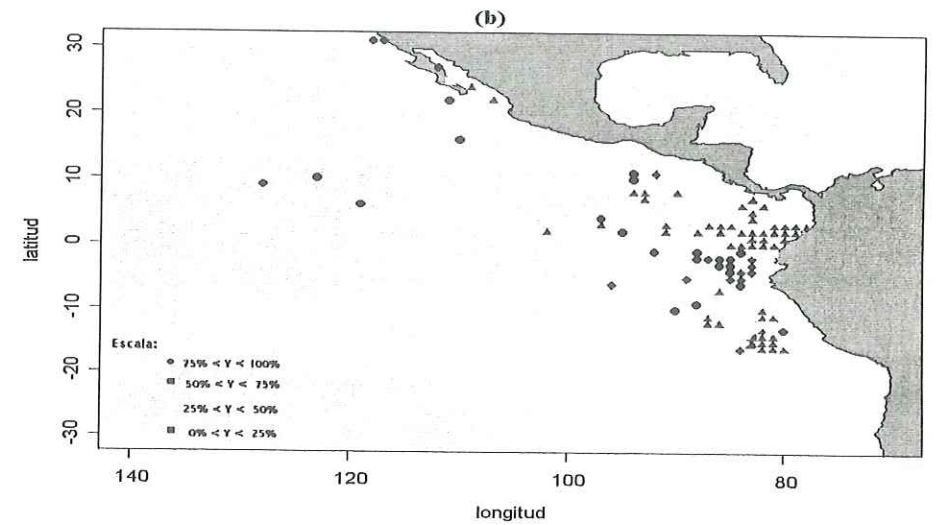 (b)
30
20
10
0
-10
-20
-30
latitud
Escala:
75% < Y < 100%
50% < Y < 75%
25% < Y < 50%
0% < Y < 25%
140
120
100
80
longitud